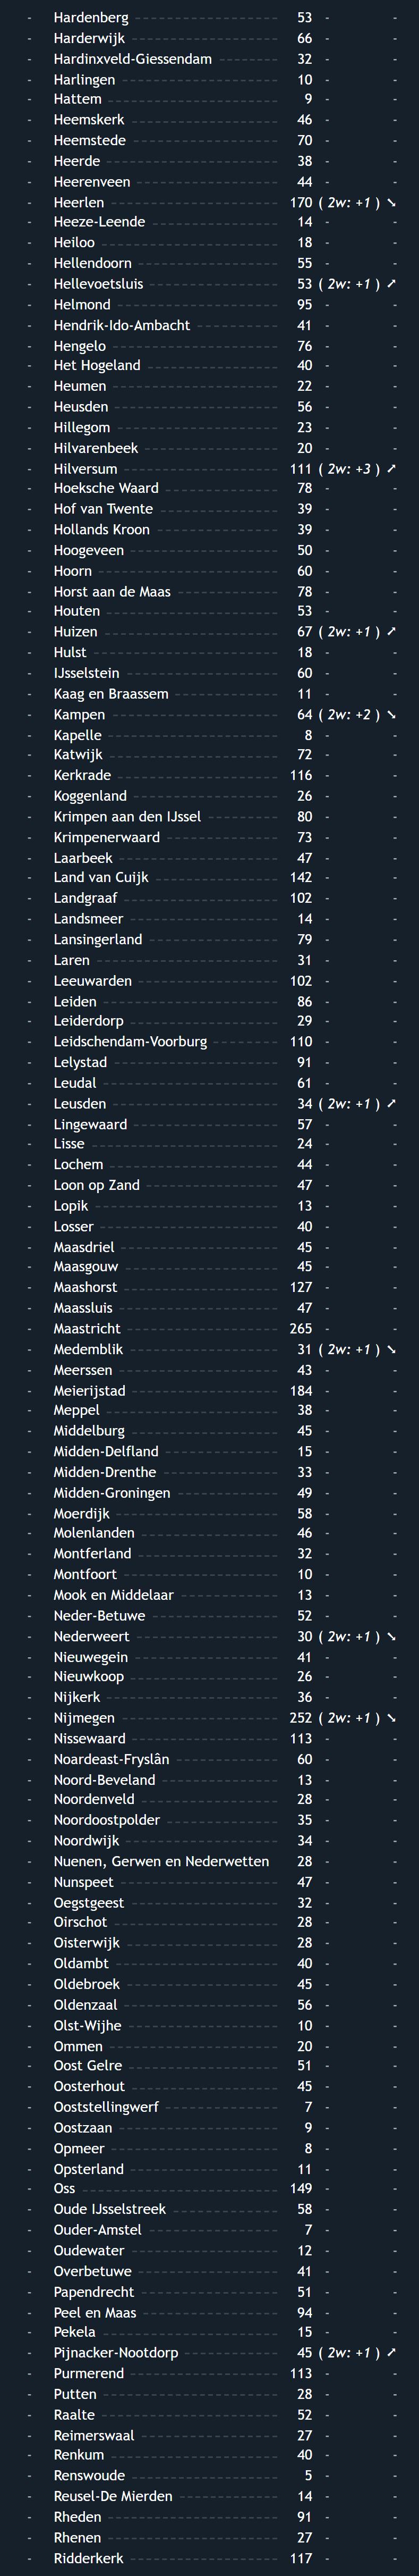 - Hardenberg 53 - -
- Harderwijk 66 - -
- Hardinxveld-Giessendam 32 - -
- Harlingen 10 - -
- Hattem 9 - -
- Heemskerk 46 - -
- Heemstede 70 - -
- Heerde 38 - -
- Heerenveen 44 - -
- Heerlen 170 ( 2w: +1 ) ➘
- Heeze-Leende 14 - -
- Heiloo 18 - -
- Hellendoorn 55 - -
- Hellevoetsluis 53 ( 2w: +1 ) ➚
- Helmond 95 - -
- Hendrik-Ido-Ambacht 41 - -
- Hengelo 76 - -
- Het Hogeland 40 - -
- Heumen 22 - -
- Heusden 56 - -
- Hillegom 23 - -
- Hilvarenbeek 20 - -
- Hilversum 111 ( 2w: +3 ) ➚
- Hoeksche Waard 78 - -
- Hof van Twente 39 - -
- Hollands Kroon 39 - -
- Hoogeveen 50 - -
- Hoorn 60 - -
- Horst aan de Maas 78 - -
- Houten 53 - -
- Huizen 67 ( 2w: +1 ) ➚
- Hulst 18 - -
- IJsselstein 60 - -
- Kaag en Braassem 11 - -
- Kampen 64 ( 2w: +2 ) ➘
- Kapelle 8 - -
- Katwijk 72 - -
- Kerkrade 116 - -
- Koggenland 26 - -
- Krimpen aan den IJssel 80 - -
- Krimpenerwaard 73 - -
- Laarbeek 47 - -
- Land van Cuijk 142 - -
- Landgraaf 102 - -
- Landsmeer 14 - -
- Lansingerland 79 - -
- Laren 31 - -
- Leeuwarden 102 - -
- Leiden 86 - -
- Leiderdorp 29 - -
- Leidschendam-Voorburg 110 - -
- Lelystad 91 - -
- Leudal 61 - -
- Leusden 34 ( 2w: +1 ) ➚
- Lingewaard 57 - -
- Lisse 24 - -
- Lochem 44 - -
- Loon op Zand 47 - -
- Lopik 13 - -
- Losser 40 - -
- Maasdriel 45 - -
- Maasgouw 45 - -
- Maashorst 127 - -
- Maassluis 47 - -
- Maastricht 265 - -
- Medemblik 31 ( 2w: +1 ) ➘
- Meerssen 43 - -
- Meierijstad 184 - -
- Meppel 38 - -
- Middelburg 45 - -
- Midden-Delfland 15 - -
- Midden-Drenthe 33 - -
- Midden-Groningen 49 - -
- Moerdijk 58 - -
- Molenlanden 46 - -
- Montferland 32 - -
- Montfoort 10 - -
- Mook en Middelaar 13 - -
- Neder-Betuwe 52 - -
- Nederweert 30 ( 2w: +1 ) ➘
- Nieuwegein 41 - -
- Nieuwkoop 26 - -
- Nijkerk 36 - -
- Nijmegen 252 ( 2w: +1 ) ➘
- Nissewaard 113 - -
- Noardeast-Fryslân 60 - -
- Noord-Beveland 13 - -
- Noordenveld 28 - -
- Noordoostpolder 35 - -
- Noordwijk 34 - -
- Nuenen, Gerwen en Nederwetten 28 - -
- Nunspeet 47 - -
- Oegstgeest 32 - -
- Oirschot 28 - -
- Oisterwijk 28 - -
- Oldambt 40 - -
- Oldebroek 45 - -
- Oldenzaal 56 - -
- Olst-Wijhe 10 - -
- Ommen 20 - -
- Oost Gelre 51 - -
- Oosterhout 45 - -
- Ooststellingwerf 7 - -
- Oostzaan 9 - -
- Opmeer 8 - -
- Opsterland 11 - -
- Oss 149 - -
- Oude IJsselstreek 58 - -
- Ouder-Amstel 7 - -
- Oudewater 12 - -
- Overbetuwe 41 - -
- Papendrecht 51 - -
- Peel en Maas 94 - -
- Pekela 15 - -
- Pijnacker-Nootdorp 45 ( 2w: +1 ) ➚
- Purmerend 113 - -
- Putten 28 - -
- Raalte 52 - -
- Reimerswaal 27 - -
- Renkum 40 - -
- Renswoude 5 - -
- Reusel-De Mierden 14 - -
- Rheden 91 - -
- Rhenen 27 - -
- Ridderkerk 117 - -